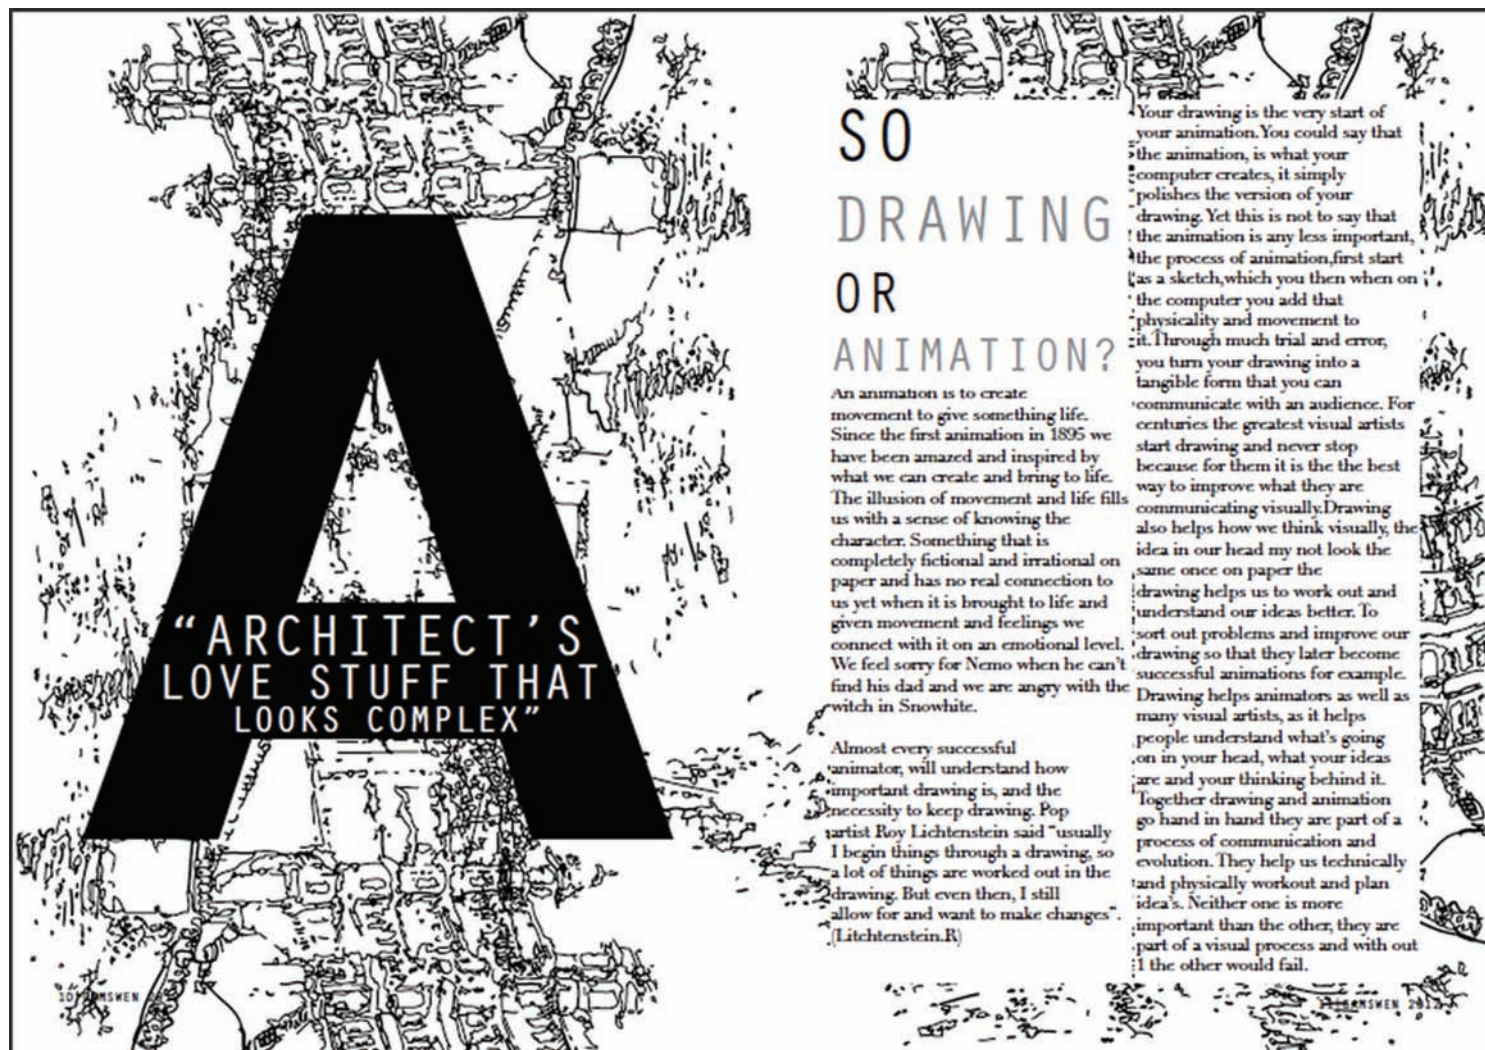 A
“ARCHITECT’S
LOVE STUFF THAT
LOOKS COMPLEX”
SO
DRAWING
OR
ANIMATION?
An animation is to create
movement to give something life.
Since the first animation in 1895 we
have been amazed and inspired by
what we can create and bring to life.
The illusion of movement and life fills
us with a sense of knowing the
character. Something that is
completely fictional and irrational on
paper and has no real connection to
us yet when it is brought to life and
given movement and feelings we
connect with it on an emotional level.
We feel sorry for Nemo when he can't
find his dad and we are angry with the
witch in Snowhite.
Almost every successful
animator, will understand how
important drawing is, and the
necessity to keep drawing. Pop
artist Roy Lichtenstein said "usually
I begin things through a drawing, so
a lot of things are worked out in the
drawing. But even then, I still
allow for and want to make changes".
(Litchtenstein.R)
Your drawing is the very start of
your animation.You could say that
the animation, is what your
computer creates, it simply
polishes the version of your
drawing. Yet this is not to say that
the animation is any less important,
the process of animation,first start
as a sketch,which you then when on
the computer you add that
physicality and movement to
it.Through much trial and error,
you turn your drawing into a
tangible form that you can
communicate with an audience. For
centuries the greatest visual artists
start drawing and never stop
because for them it is the the best
way to improve what they are
communicating visually.Drawing
also helps how we think visually, the
idea in our head my not look the
same once on paper the
drawing helps us to work out and
understand our ideas better. To
sort out problems and improve our
drawing so that they later become
successful animations for example.
Drawing helps animators as well as
many visual artists, as it helps
people understand what's going
on in your head, what your ideas
are and your thinking behind it.
Together drawing and animation
go hand in hand they are part of a
process of communication and
evolution. They help us technically
and physically workout and plan
idea's. Neither one is more
important than the other, they are
part of a visual process and with out
1 the other would fail.